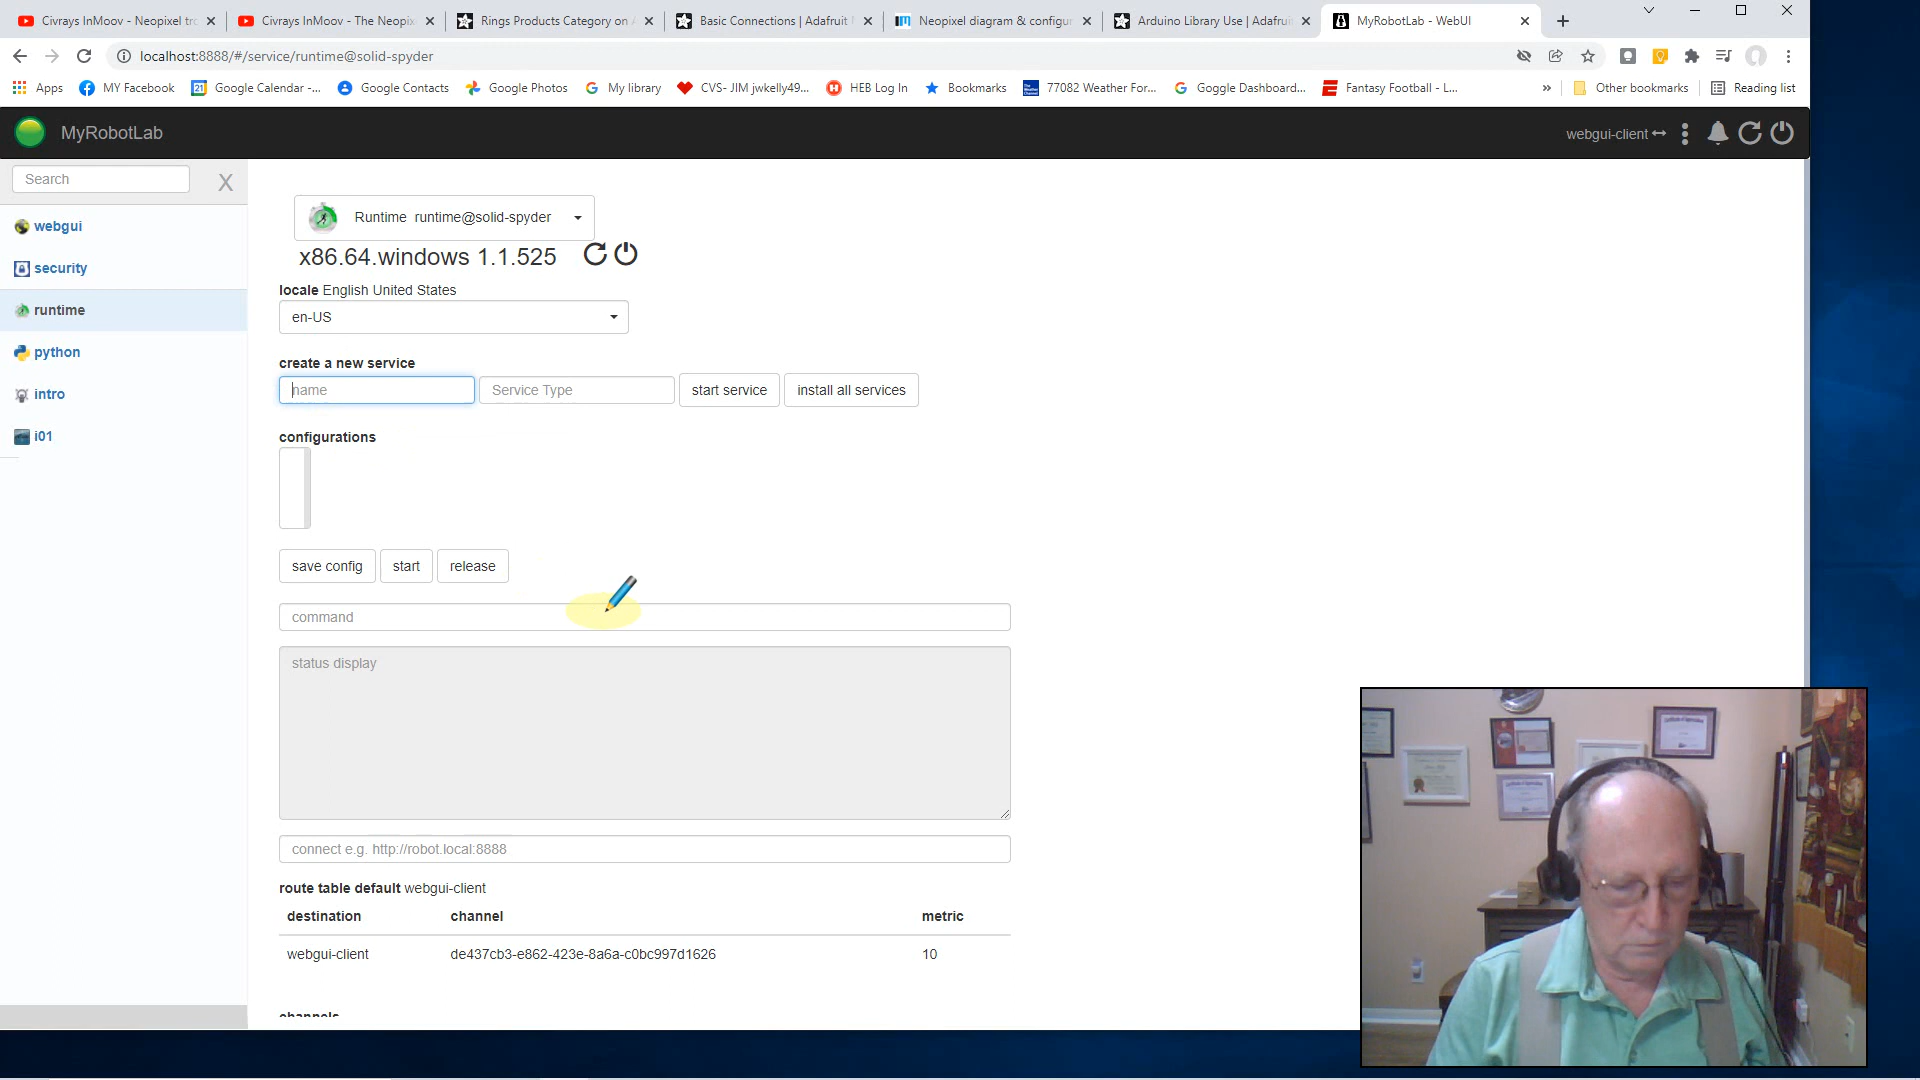 Civrays InMoov - Neopixel tro
Civrays InMoov - The Neopix
Rings Products Category on
Basic Connections | Adafruit
Neopixel diagram & configur
Arduino Library Use | Adafrui
MyRobotLab - WebUI
localhost:8888/#/service/runtime@solid-spyder
Apps
MY Facebook
Google Calendar -...
Google Contacts
Google Photos
My library
CVS- JIM jwkelly49...
HEB Log In
Bookmarks
77082 Weather For...
Goggle Dashboard...
Fantasy Football - L...
»
Other bookmarks
Reading list
MyRobotLab
webgui-client
Search
X
webgui
security
runtime
python
intro
i01
Runtime runtime@solid-spyder
x86.64.windows 1.1.525
locale English United States
en-US
create a new service
name
Service Type
start service
install all services
configurations
save config
start
release
command
status display
connect e.g. http://robot.local:8888
route table default webgui-client
destination channel metric
webgui-client de437cb3-e862-423e-8a6a-c0bc997d1626 10
channels